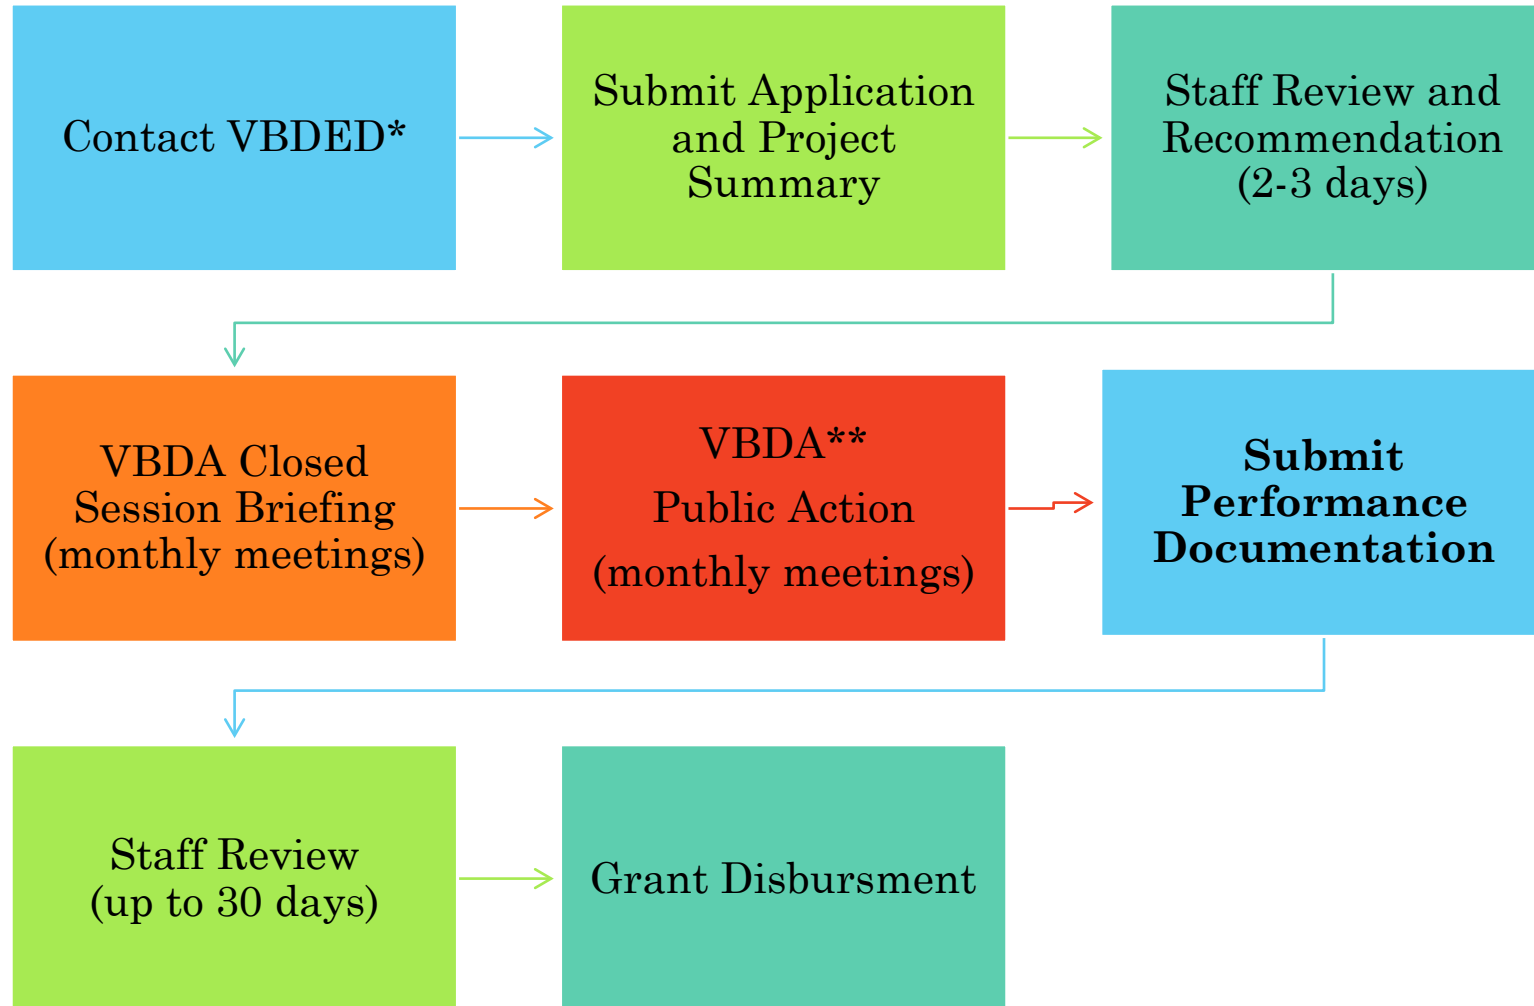 Contact VBDED*
Submit Application
and Project
Summary
Staff Review and
Recommendation
(2-3 days)
VBDA Closed
Session Briefing
(monthly meetings)
VBDA**
Public Action
(monthly meetings)
Submit
Performance
Documentation
Staff Review
(up to 30 days)
Grant Disbursment